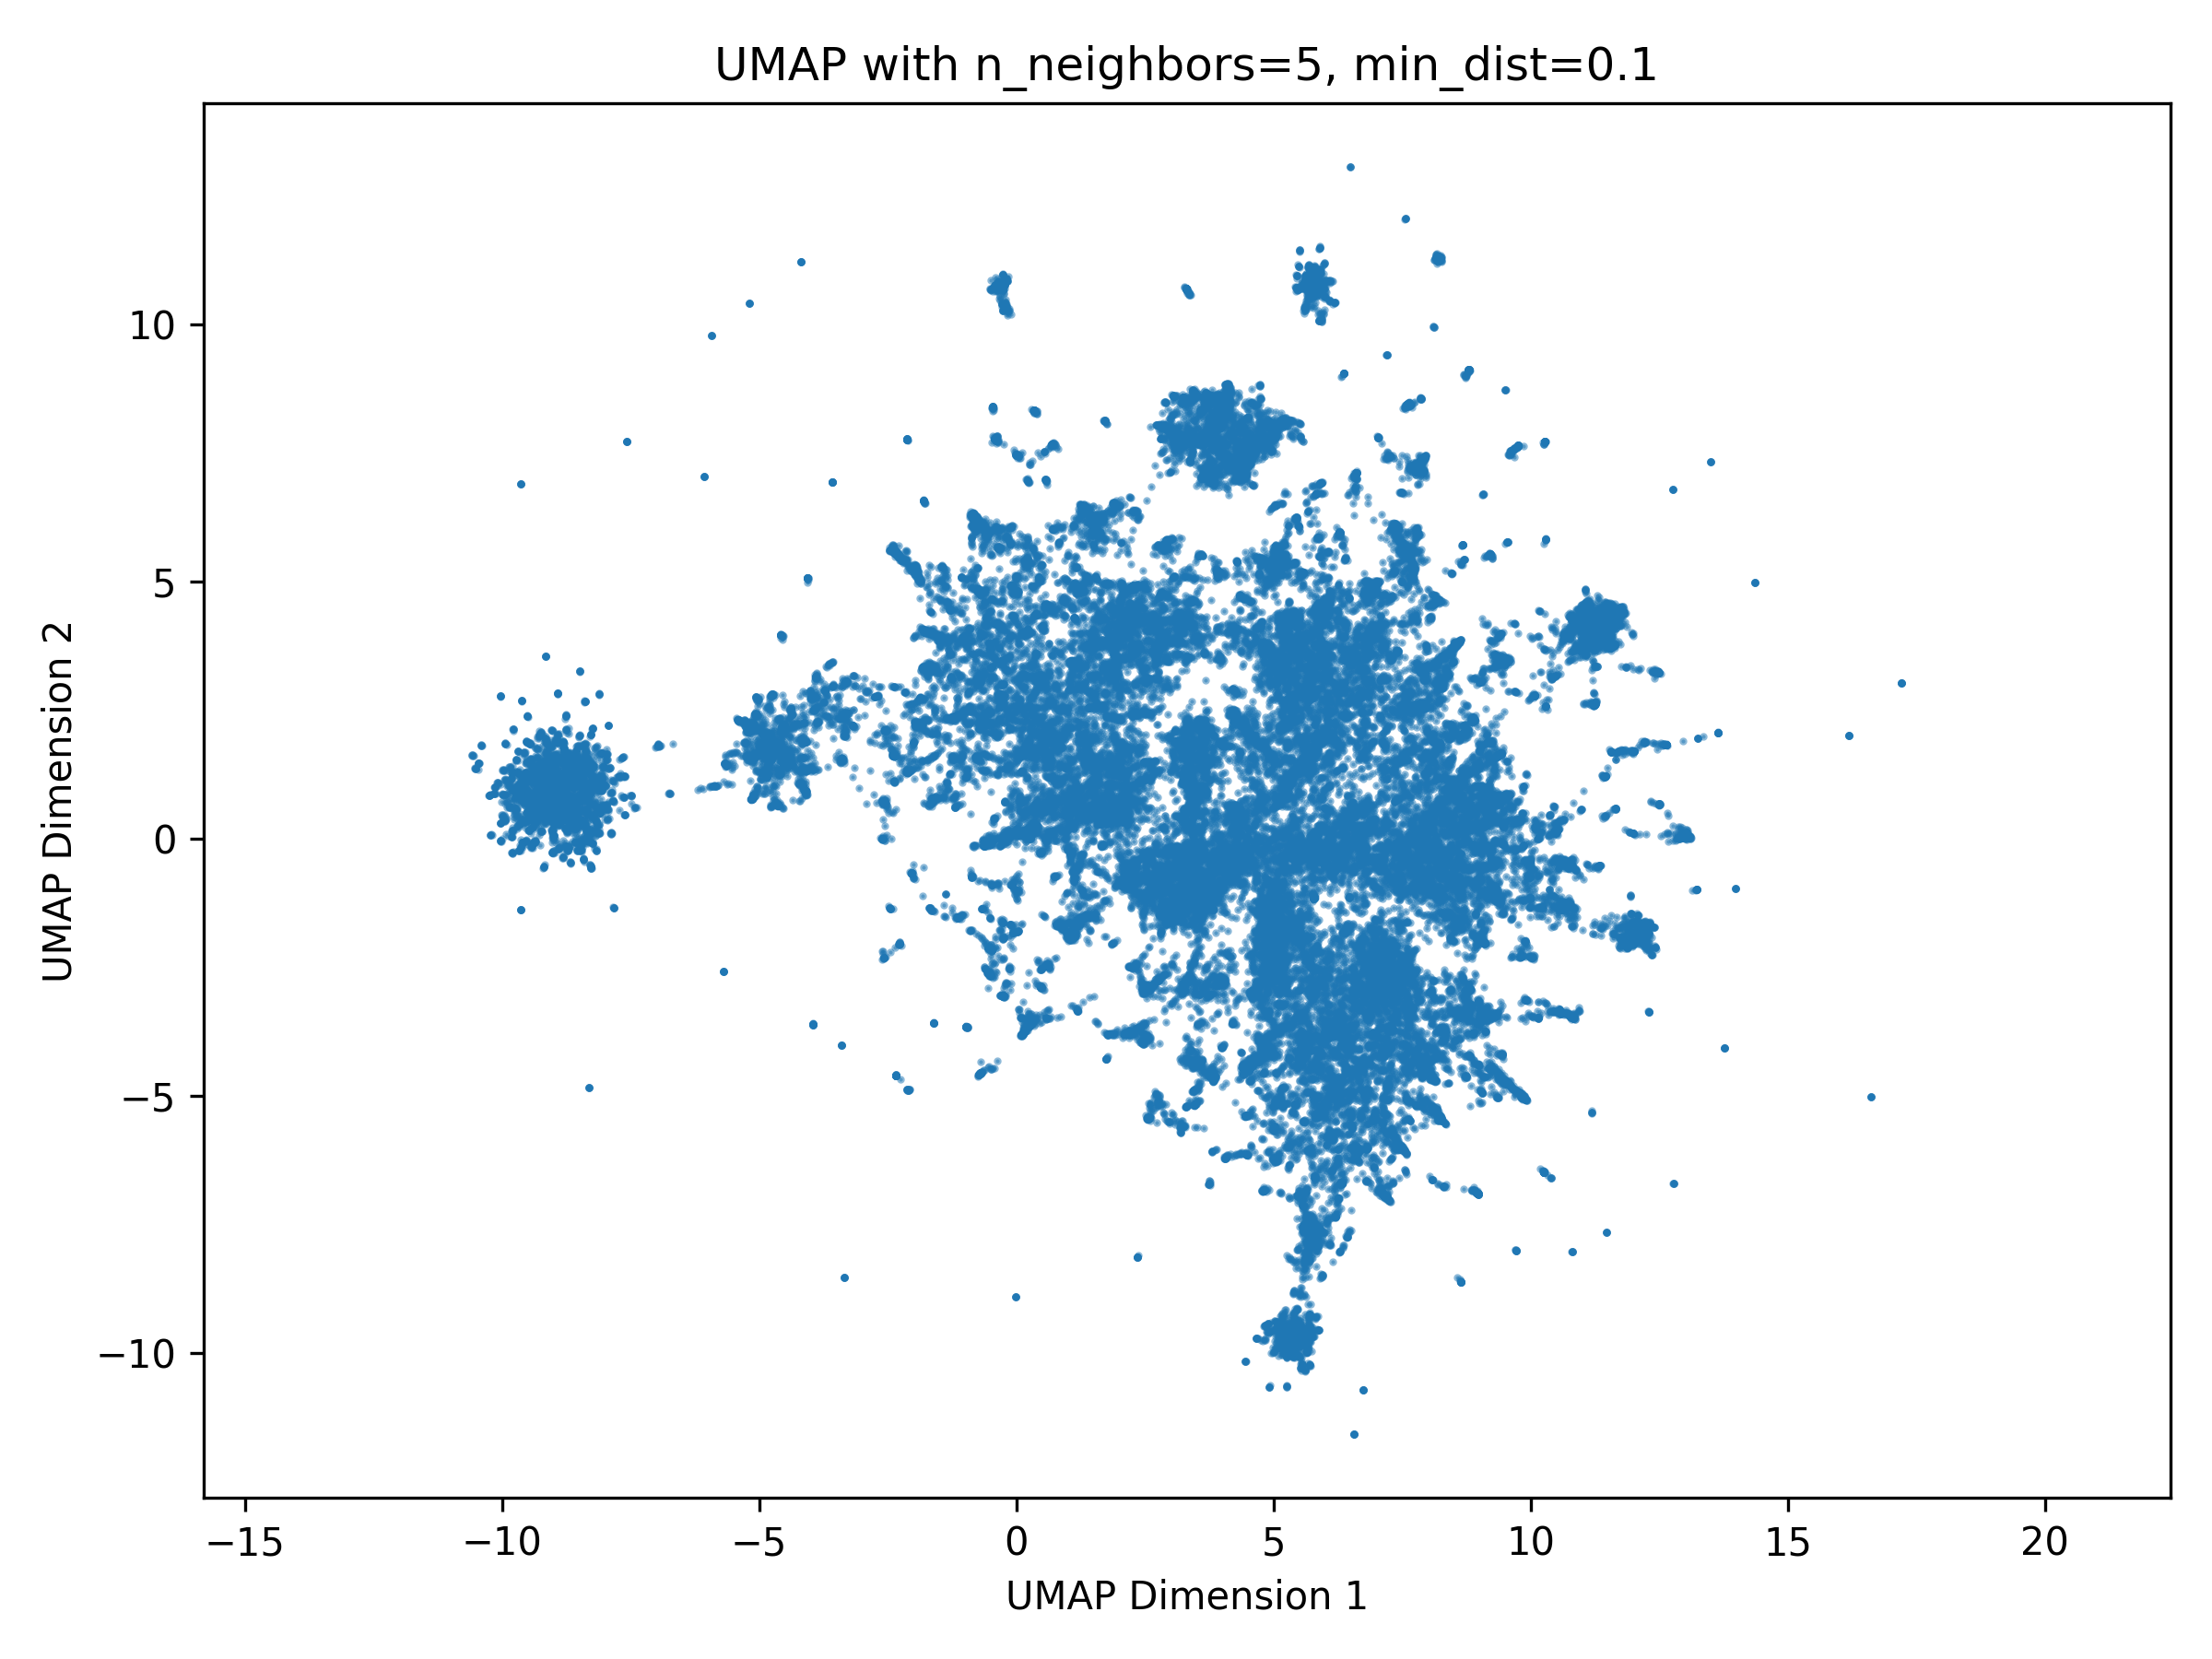 UMAP with n_neighbors=5, min_dist=0.1
10
5
0
−5
−10
UMAP Dimension 2
−15 −10 −5 0 5 10 15 20
UMAP Dimension 1